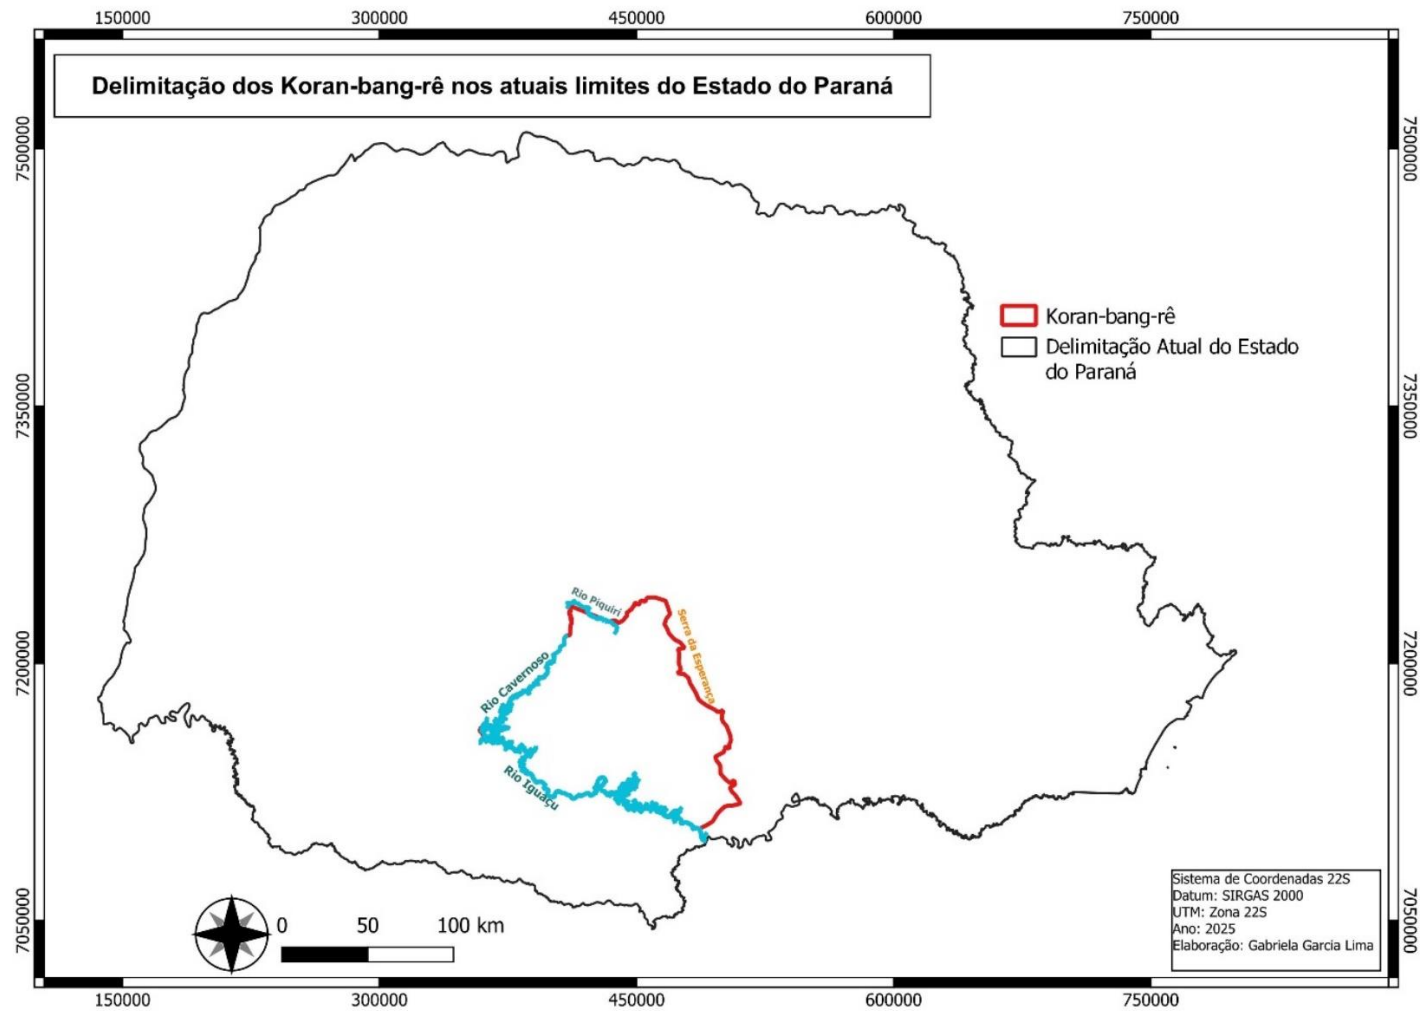 150000 300000 450000 600000 750000
Delimitação dos Koran-bang-rê nos atuais limites do Estado do Paraná
7500000 7500000
Koran-bang-rê
Delimitação Atual do Estado
do Paraná
7350000 7350000
Rio Piquiri
Serra da Esperança
7200000 7200000
Rio Cavernoso
Rio Iguaçu
Sistema de Coordenadas 22S
Datum: SIRGAS 2000
UTM: Zona 22S
Ano: 2025
Elaboração: Gabriela Garcia Lima
7050000 7050000
0 50 100 km
150000 300000 450000 600000 750000